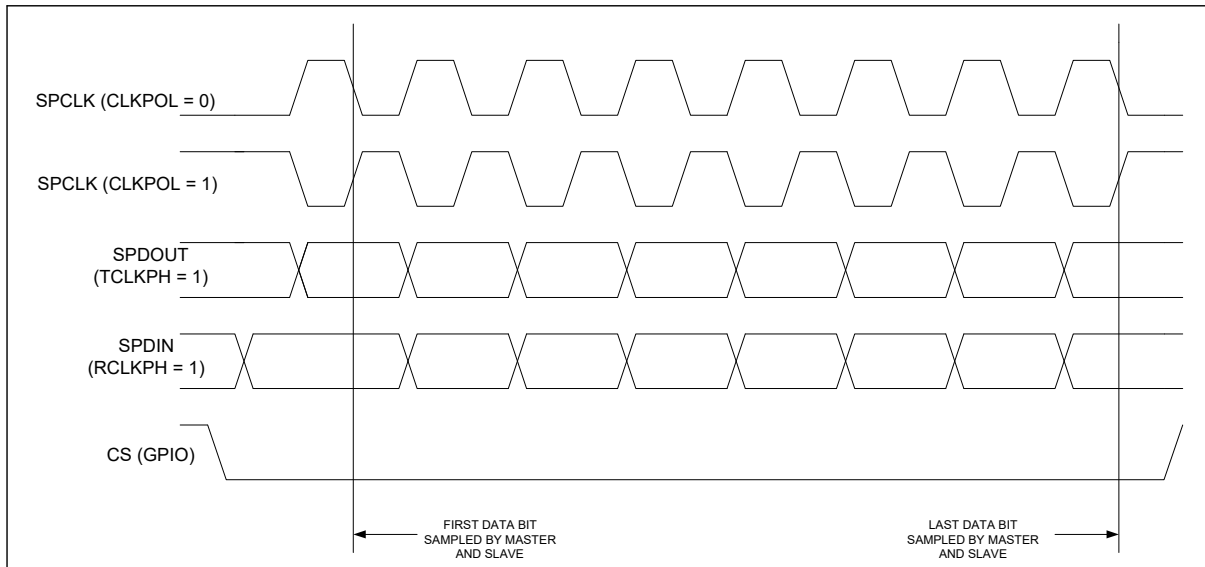 SPCLK (CLKPOL = 0)
SPCLK (CLKPOL = 1)
SPDOUT
(TCLKPH = 1)
SPDIN
(RCLKPH = 1)
CS (GPIO)
FIRST DATA BIT
SAMPLED BY MASTER
AND SLAVE
LAST DATA BIT
SAMPLED BY MASTER
AND SLAVE